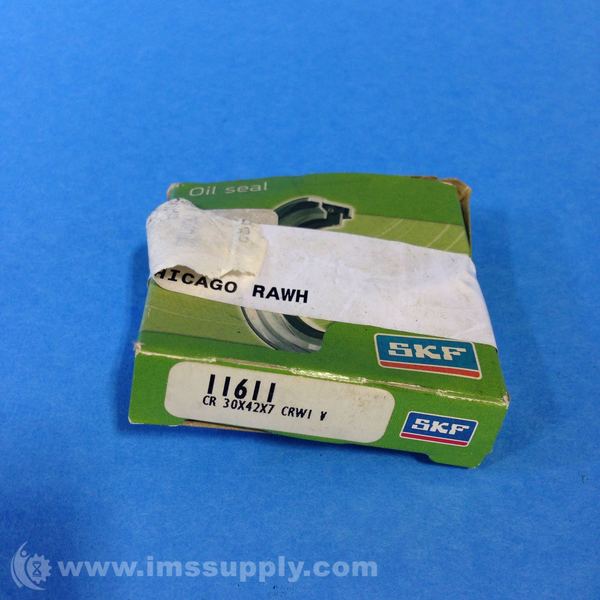 Oil seal
HICAGO RAWH
SKF
11611
CR 30X42X7 CRW1 V
SKF
www.imssupply.com